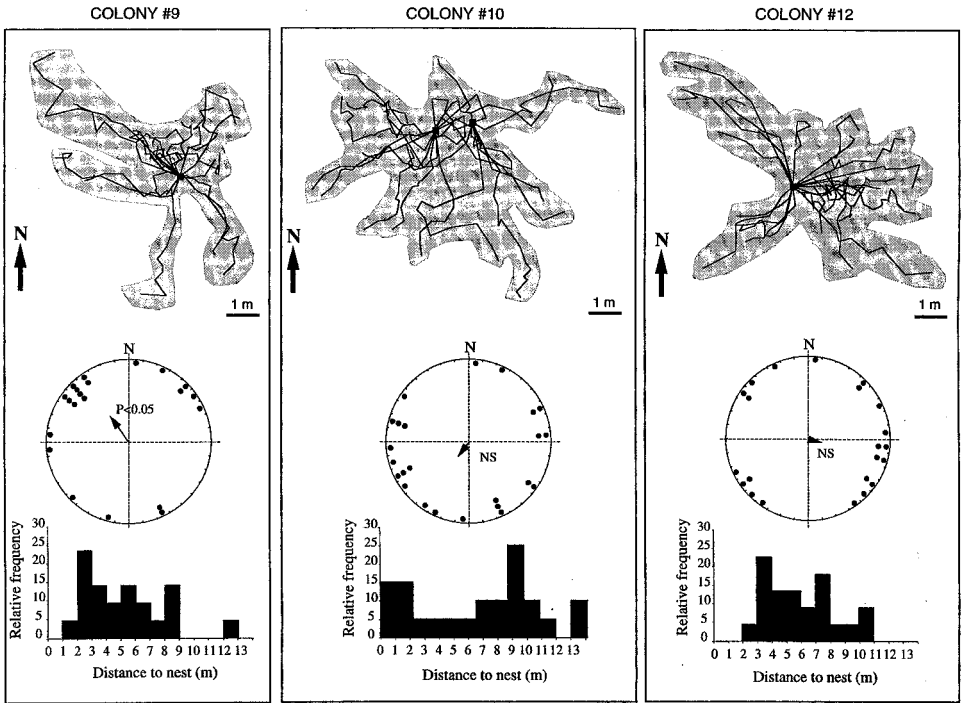 COLONY #9
N
1 m
N
P<0.05
30
25
20
15
10
5
0
Relative frequency
0 1 2 3 4 5 6 7 8 9 10 11 12 13
Distance to nest (m)
COLONY #10
N
1 m
N
NS
30
25
20
15
10
5
0
Relative frequency
0 1 2 3 4 5 6 7 8 9 10 11 12 13
Distance to nest (m)
COLONY #12
N
1 m
N
NS
30
25
20
15
10
5
0
Relative frequency
0 1 2 3 4 5 6 7 8 9 10 11 12 13
Distance to nest (m)